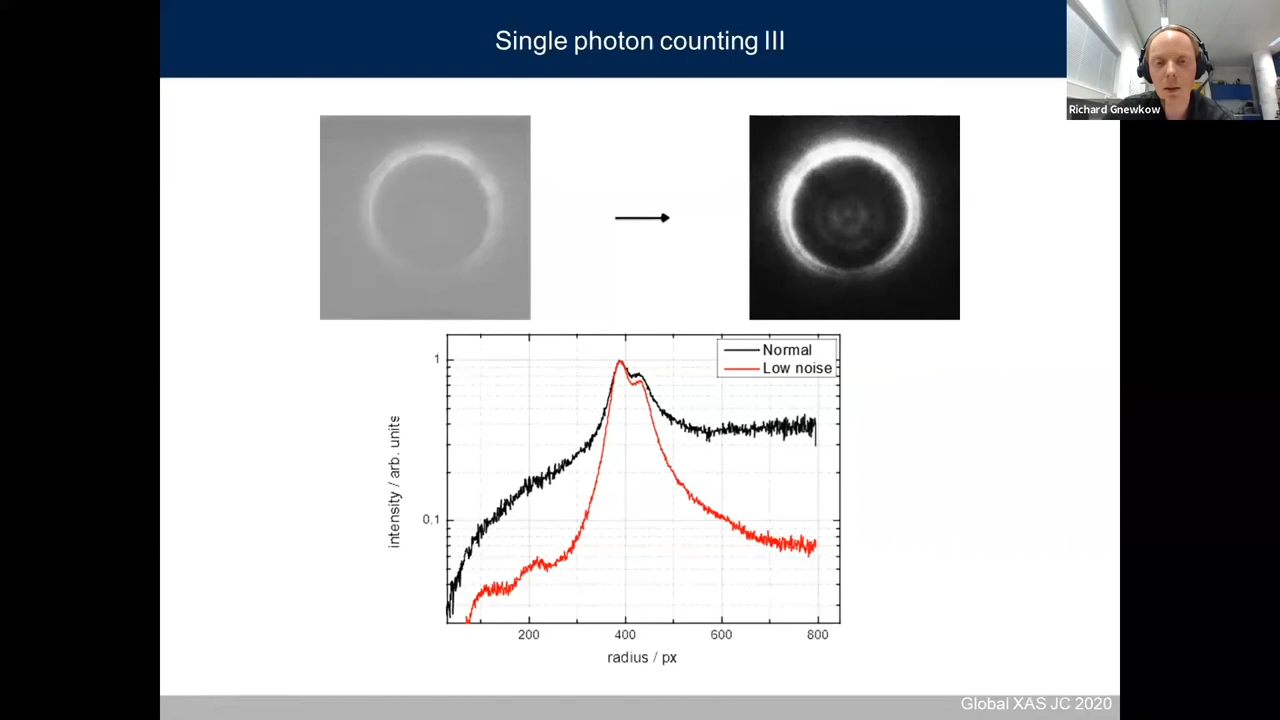 Single photon counting III
Richard Gnewkow
Normal
Low noise
1
0,1
intensity / arb. units
200 400 600 800
radius / px
Global XAS JC 2020